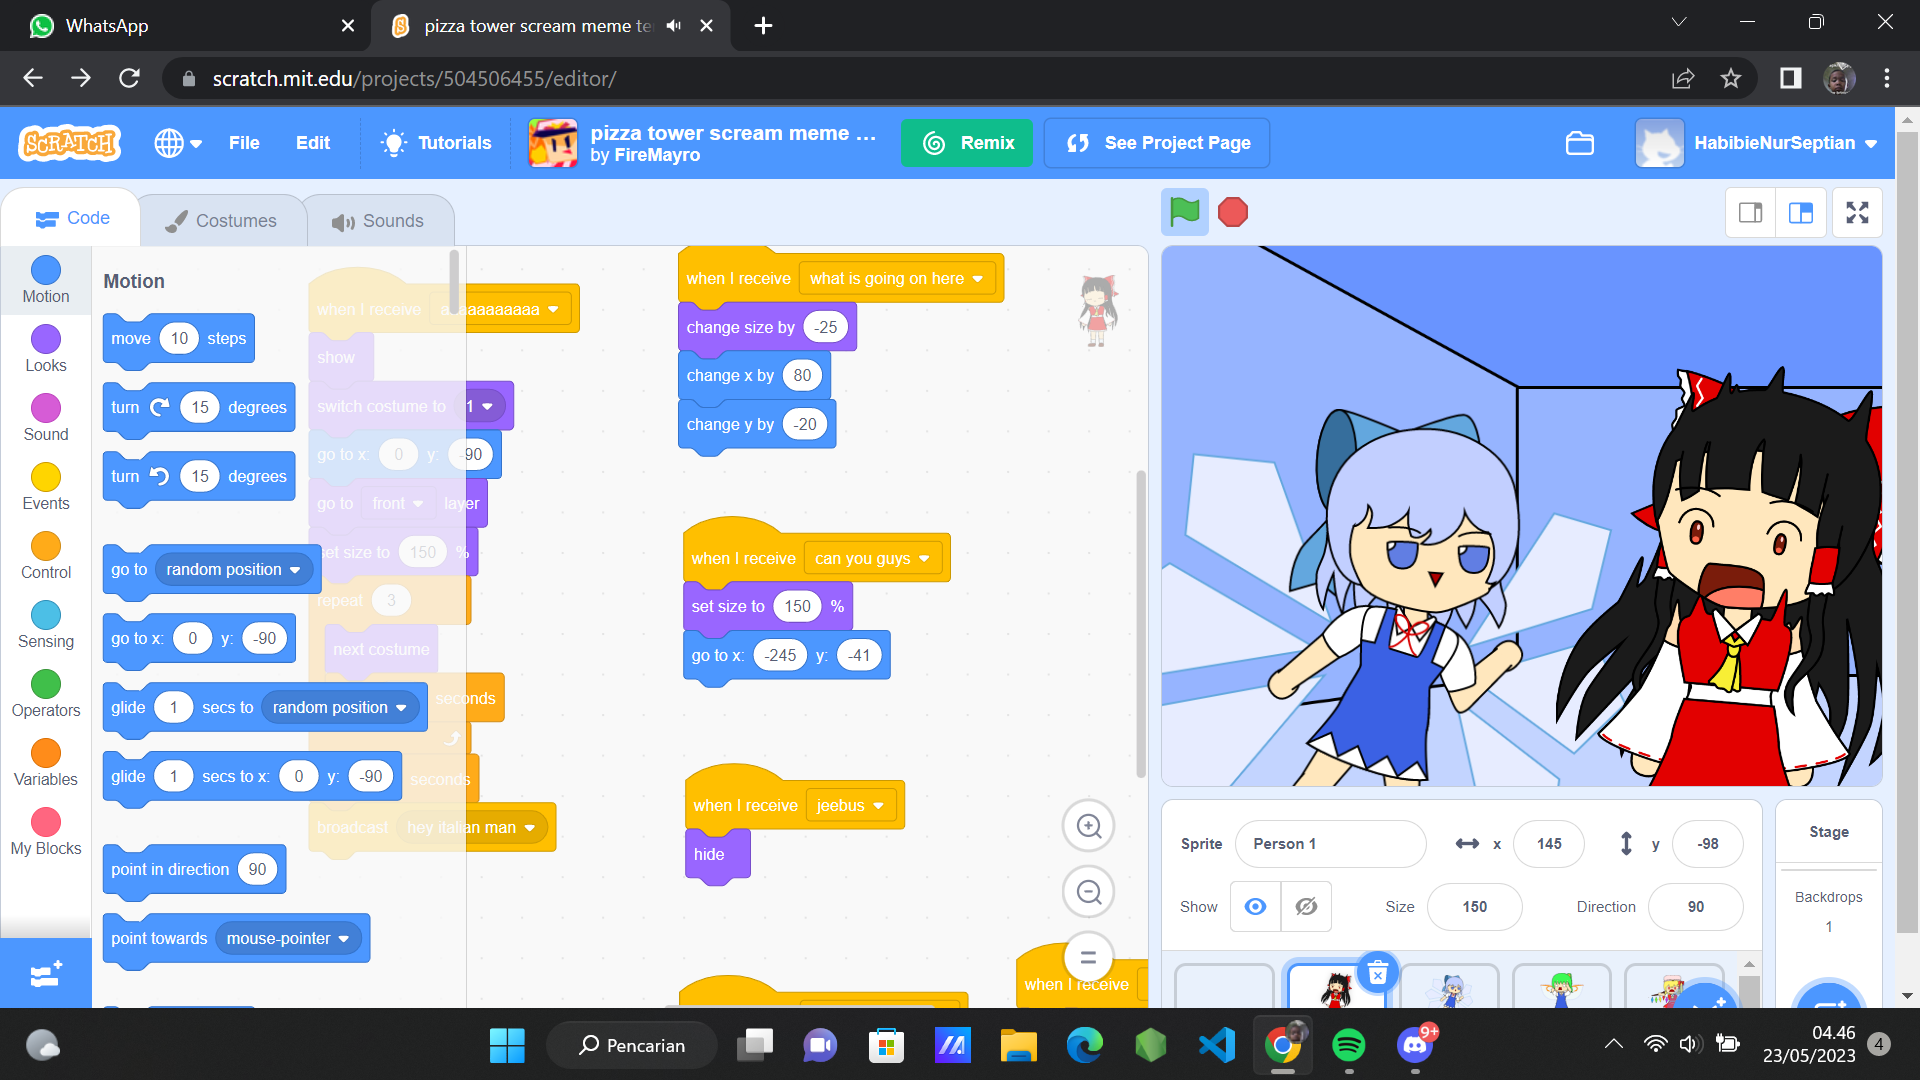 WhatsApp
pizza tower scream meme te
scratch.mit.edu/projects/504506455/editor/
SCRATCH
File
Edit
Tutorials
pizza tower scream meme ...
by FireMayro
Remix
See Project Page
HabibieNurSeptian
Code
Costumes
Sounds
Motion
Looks
Sound
Events
Control
Sensing
Operators
Variables
My Blocks
Motion
move 10 steps
turn 15 degrees
turn 15 degrees
go to random position
go to x: 0 y: -90
glide 1 secs to random position
glide 1 secs to x: 0 y: -90
point in direction 90
point towards mouse-pointer
when I receive
show
switch costume to 1
go to x: 0 y: -90
go to front layer
set size to 150 %
repeat 3
next costume
seconds
seconds
broadcast hey italian man
when I receive what is going on here
change size by -25
change x by 80
change y by -20
when I receive can you guys
set size to 150 %
go to x: -245 y: -41
when I receive jeebus
hide
when I receive
Sprite Person 1
x 145
y -98
Show
Size 150
Direction 90
Stage
Backdrops
1
Pencarian
9+
04.46
23/05/2023
4